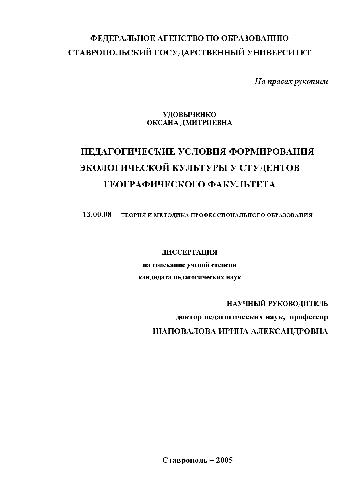 ФЕДЕРАЛЬНОЕ АГЕНСТВО ПО ОБРАЗОВАНИЮ
СТАВРОПОЛЬСКИЙ ГОСУДАРСТВЕННЫЙ УНИВЕРСИТЕТ
На правах рукописи
УДОВЫЧЕНКО
ОКСАНА ДМИТРИЕВНА
ПЕДАГОГИЧЕСКИЕ УСЛОВИЯ ФОРМИРОВАНИЯ
ЭКОЛОГИЧЕСКОЙ КУЛЬТУРЫ У СТУДЕНТОВ
ГЕОГРАФИЧЕСКОГО ФАКУЛЬТЕТА
13.00.08 – ТЕОРИЯ И МЕТОДИКА ПРОФЕССИОНАЛЬНОГО ОБРАЗОВАНИЯ
ДИССЕРТАЦИЯ
на соискание ученой степени
кандидата педагогических наук
НАУЧНЫЙ РУКОВОДИТЕЛЬ
доктор педагогических наук, профессор
ШАПОВАЛОВА ИРИНА АЛЕКСАНДРОВНА
Ставрополь – 2005